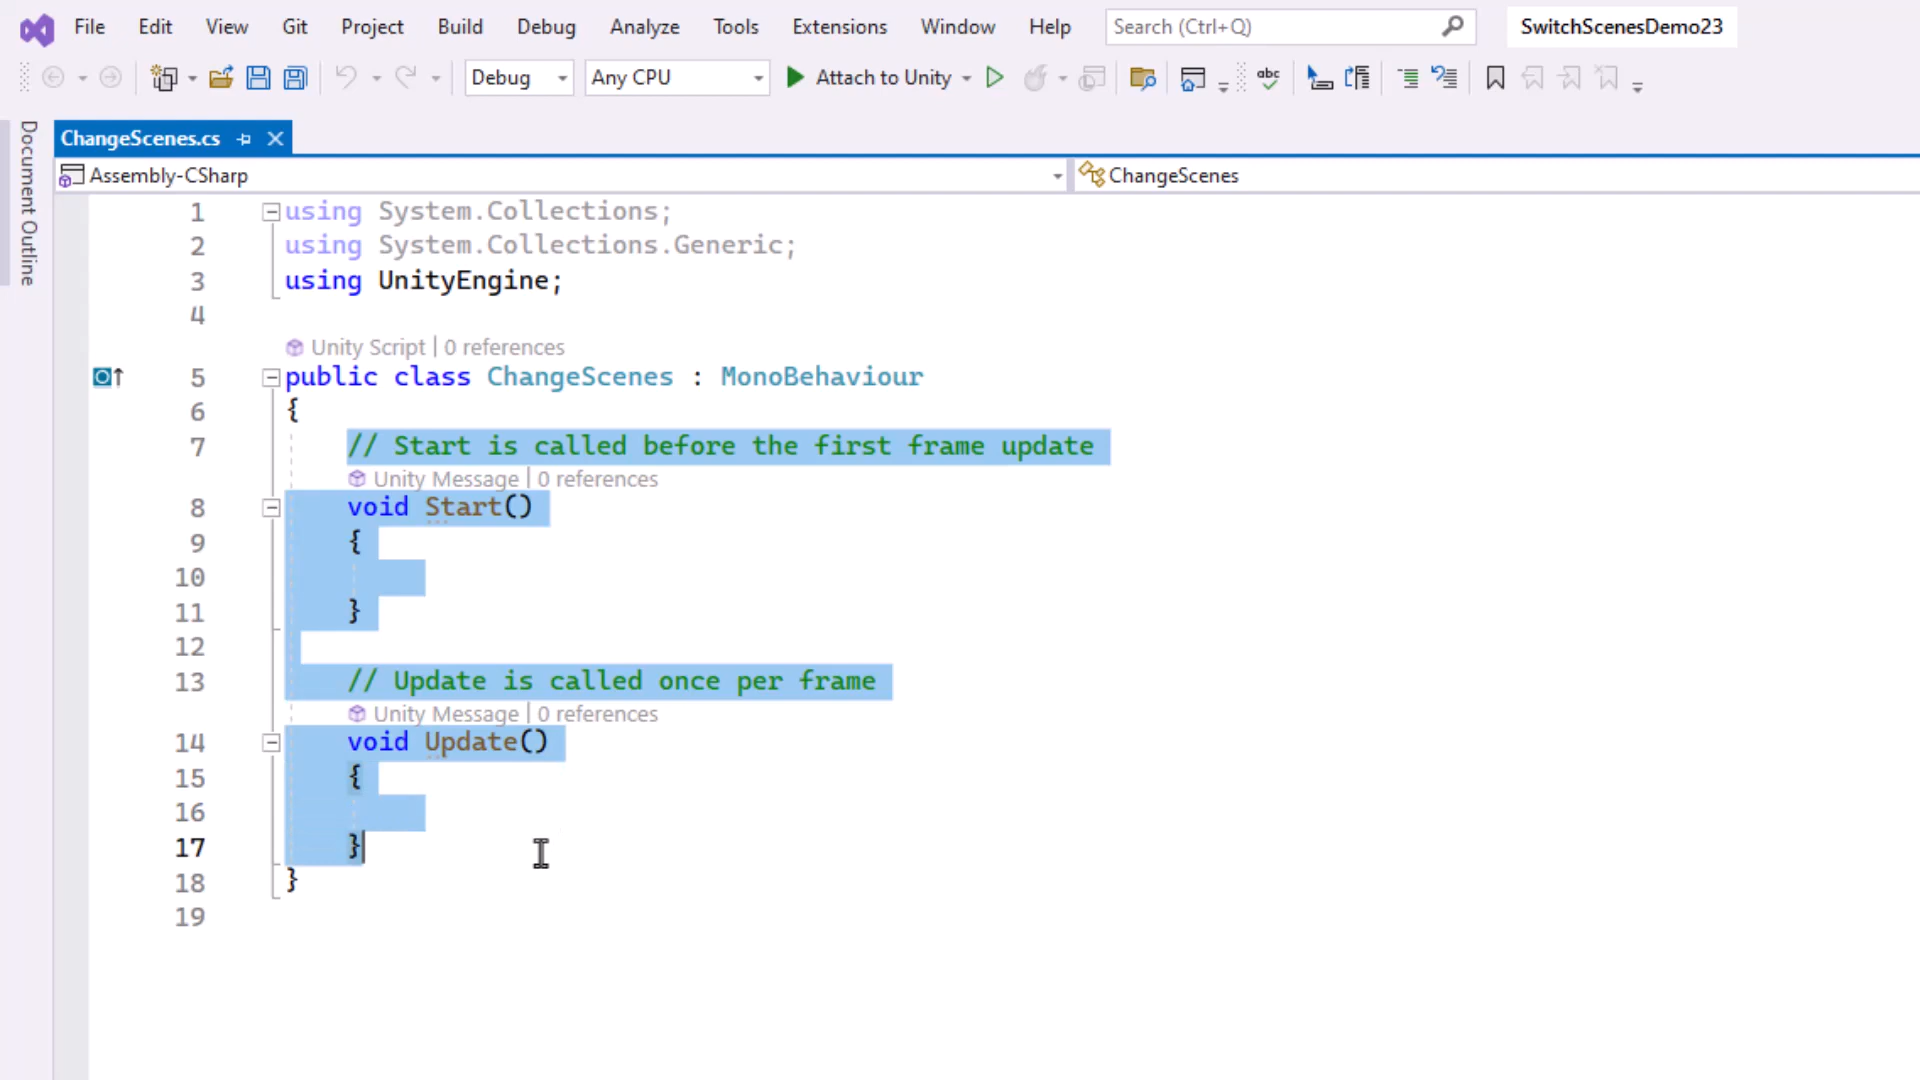 File Edit View Git Project Build Debug Analyze Tools Extensions Window Help Search (Ctrl+Q) SwitchScenesDemo23
Debug Any CPU Attach to Unity abc
Document Outline
ChangeScenes.cs
Assembly-CSharp ChangeScenes
1 using System.Collections;
2 using System.Collections.Generic;
3 using UnityEngine;
4
Unity Script | 0 references
5 public class ChangeScenes : MonoBehaviour
6 {
7 // Start is called before the first frame update
Unity Message | 0 references
8 void Start()
9 {
10
11 }
12
13 // Update is called once per frame
Unity Message | 0 references
14 void Update()
15 {
16
17 }
18 }
19